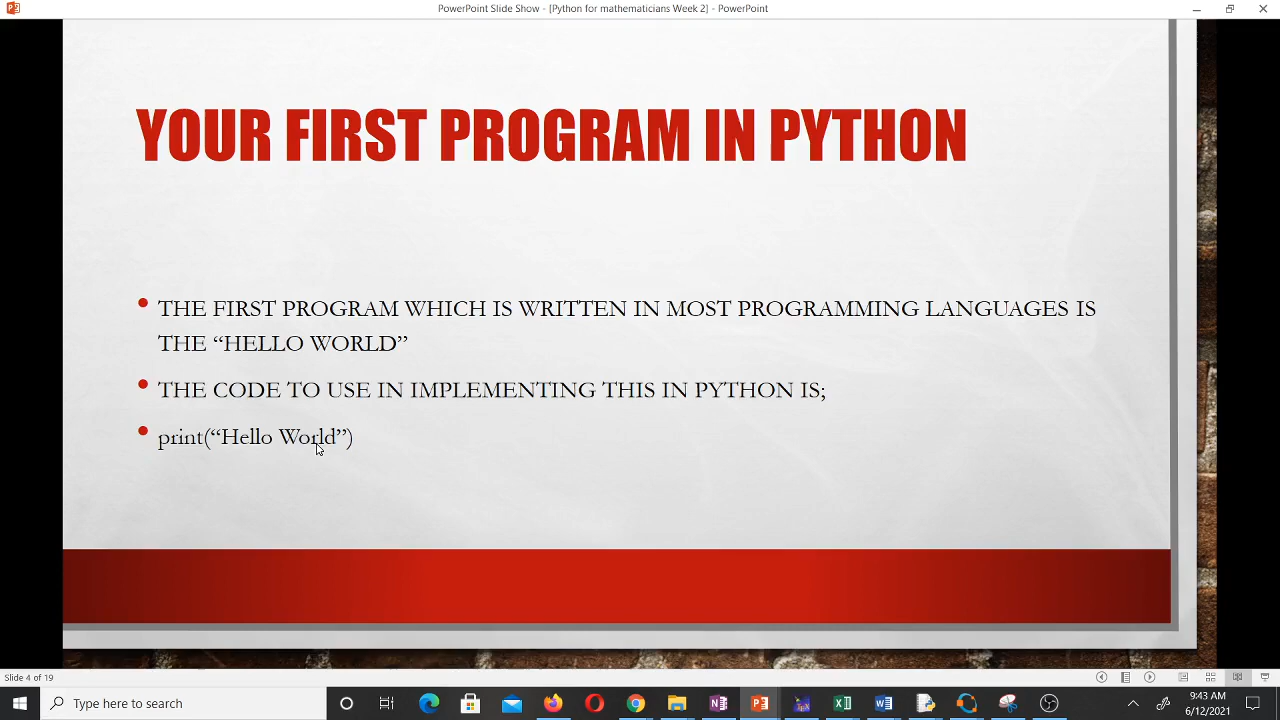 PowerPoint Slide Show - [Python for mathematicians Week 2] - PowerPoint
YOUR FIRST PROGRAM IN PYTHON
• THE FIRST PROGRAM WHICH IS WRITTEN IN MOST PROGRAMMING LANGUAGES IS
THE “HELLO WORLD”
• THE CODE TO USE IN IMPLEMENTING THIS IN PYTHON IS;
• print(“Hello World”)
Slide 4 of 19
Type here to search
9:43 AM
6/12/2021